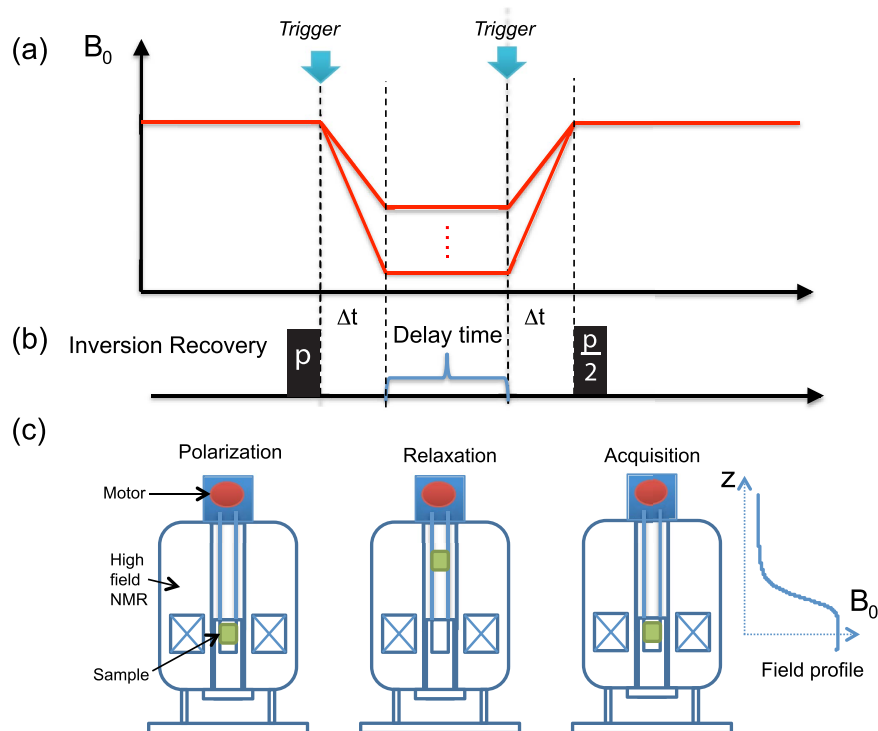 Trigger
Trigger
(a)
B0
Δt
Δt
(b)
Inversion Recovery
p
Delay time
p
2
(c)
Polarization
Relaxation
Acquisition
Motor
z
High
field
NMR
B0
Sample
Field profile